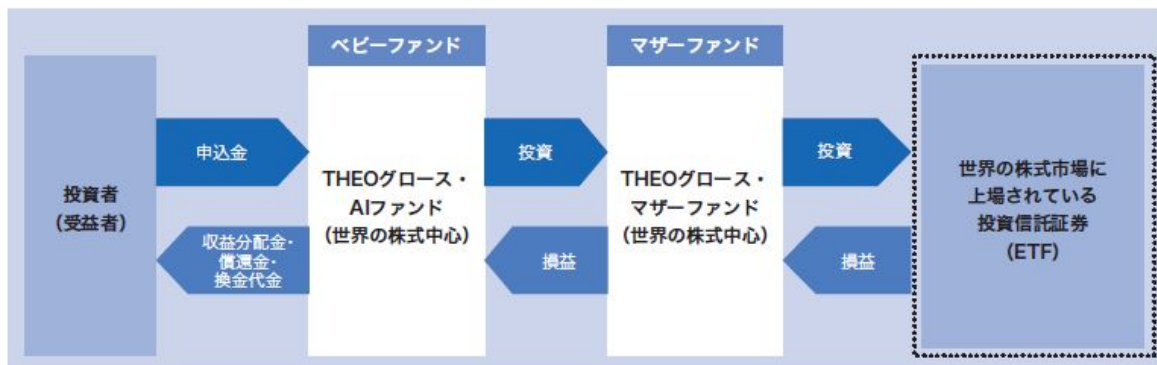 ベビーファンド
マザーファンド
投資者
(受益者)
申込金
収益分配金・
償還金・
換金代金
THEOグロース・
AIファンド
(世界の株式中心)
投資
損益
THEOグロース・
マザーファンド
(世界の株式中心)
投資
損益
世界の株式市場に
上場されている
投資信託証券
(ETF)